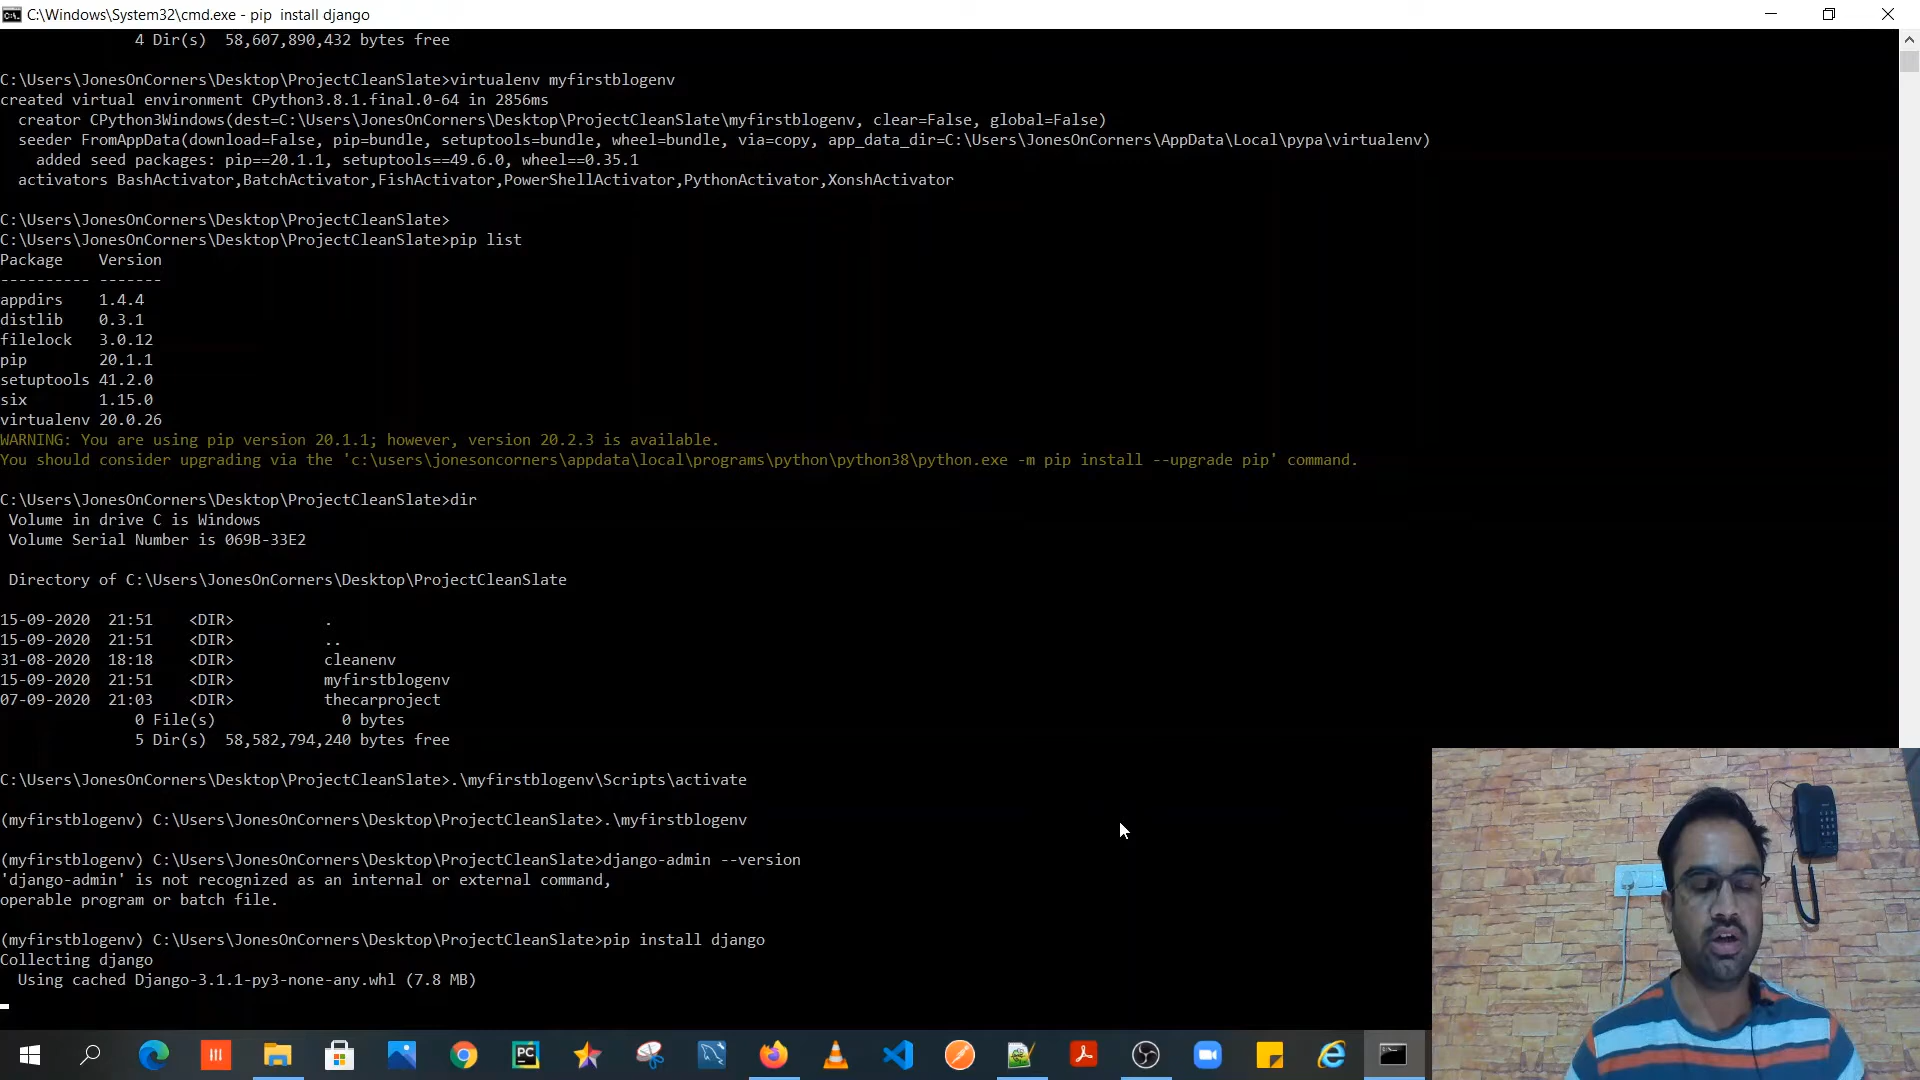 C:\Windows\System32\cmd.exe - pip  install django
4 Dir(s)  58,607,890,432 bytes free
C:\Users\JonesOnCorners\Desktop\ProjectCleanSlate>virtualenv myfirstblogenv
created virtual environment CPython3.8.1.final.0-64 in 2856ms
creator CPython3Windows(dest=C:\Users\JonesOnCorners\Desktop\ProjectCleanSlate\myfirstblogenv, clear=False, global=False)
seeder FromAppData(download=False, pip=bundle, setuptools=bundle, wheel=bundle, via=copy, app_data_dir=C:\Users\JonesOnCorners\AppData\Local\pypa\virtualenv)
added seed packages: pip==20.1.1, setuptools==49.6.0, wheel==0.35.1
activators BashActivator,BatchActivator,FishActivator,PowerShellActivator,PythonActivator,XonshActivator
C:\Users\JonesOnCorners\Desktop\ProjectCleanSlate>
C:\Users\JonesOnCorners\Desktop\ProjectCleanSlate>pip list
Package    Version
---------- -------
appdirs    1.4.4
distlib    0.3.1
filelock   3.0.12
pip        20.1.1
setuptools 41.2.0
six        1.15.0
virtualenv 20.0.26
WARNING: You are using pip version 20.1.1; however, version 20.2.3 is available.
You should consider upgrading via the 'c:\users\jonesoncorners\appdata\local\programs\python\python38\python.exe -m pip install --upgrade pip' command.
C:\Users\JonesOnCorners\Desktop\ProjectCleanSlate>dir
Volume in drive C is Windows
Volume Serial Number is 069B-33E2
Directory of C:\Users\JonesOnCorners\Desktop\ProjectCleanSlate
15-09-2020  21:51    <DIR>          .
15-09-2020  21:51    <DIR>          ..
31-08-2020  18:18    <DIR>          cleanenv
15-09-2020  21:51    <DIR>          myfirstblogenv
07-09-2020  21:03    <DIR>          thecarproject
0 File(s)              0 bytes
5 Dir(s)  58,582,794,240 bytes free
C:\Users\JonesOnCorners\Desktop\ProjectCleanSlate>.\myfirstblogenv\Scripts\activate
(myfirstblogenv) C:\Users\JonesOnCorners\Desktop\ProjectCleanSlate>.\myfirstblogenv
(myfirstblogenv) C:\Users\JonesOnCorners\Desktop\ProjectCleanSlate>django-admin --version
'django-admin' is not recognized as an internal or external command,
operable program or batch file.
(myfirstblogenv) C:\Users\JonesOnCorners\Desktop\ProjectCleanSlate>pip install django
Collecting django
Using cached Django-3.1.1-py3-none-any.whl (7.8 MB)
PC